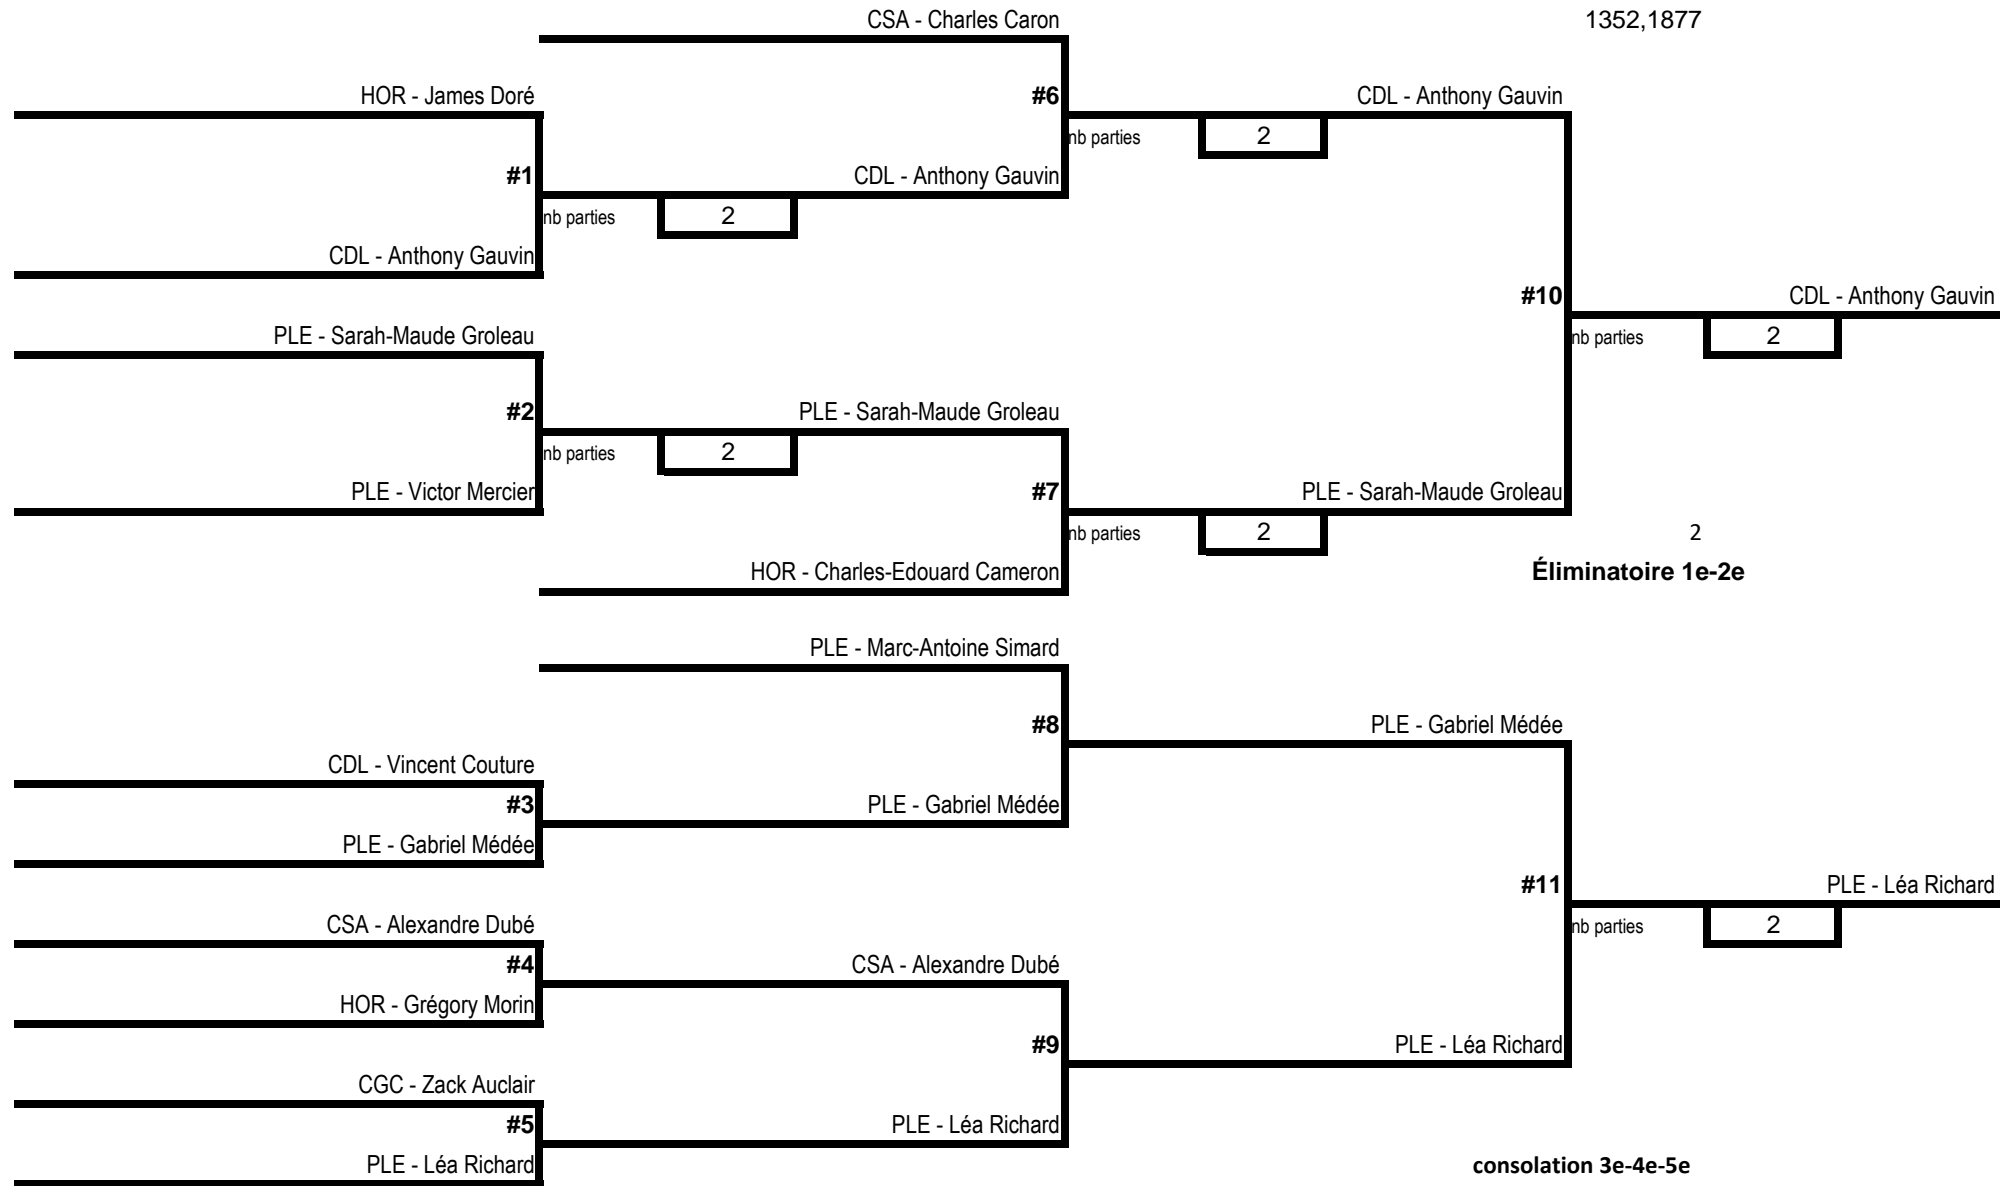 CSA - Charles Caron
1352,1877
HOR - James Doré
#6
CDL - Anthony Gauvin
nb parties
2
#1
CDL - Anthony Gauvin
nb parties
2
CDL - Anthony Gauvin
#10
CDL - Anthony Gauvin
PLE - Sarah-Maude Groleau
nb parties
2
#2
PLE - Sarah-Maude Groleau
nb parties
2
PLE - Victor Mercier
#7
PLE - Sarah-Maude Groleau
nb parties
2
2
HOR - Charles-Edouard Cameron
Éliminatoire 1e-2e
PLE - Marc-Antoine Simard
#8
PLE - Gabriel Médée
CDL - Vincent Couture
#3
PLE - Gabriel Médée
PLE - Gabriel Médée
#11
PLE - Léa Richard
CSA - Alexandre Dubé
nb parties
2
#4
CSA - Alexandre Dubé
HOR - Grégory Morin
#9
PLE - Léa Richard
CGC - Zack Auclair
#5
PLE - Léa Richard
PLE - Léa Richard
consolation 3e-4e-5e